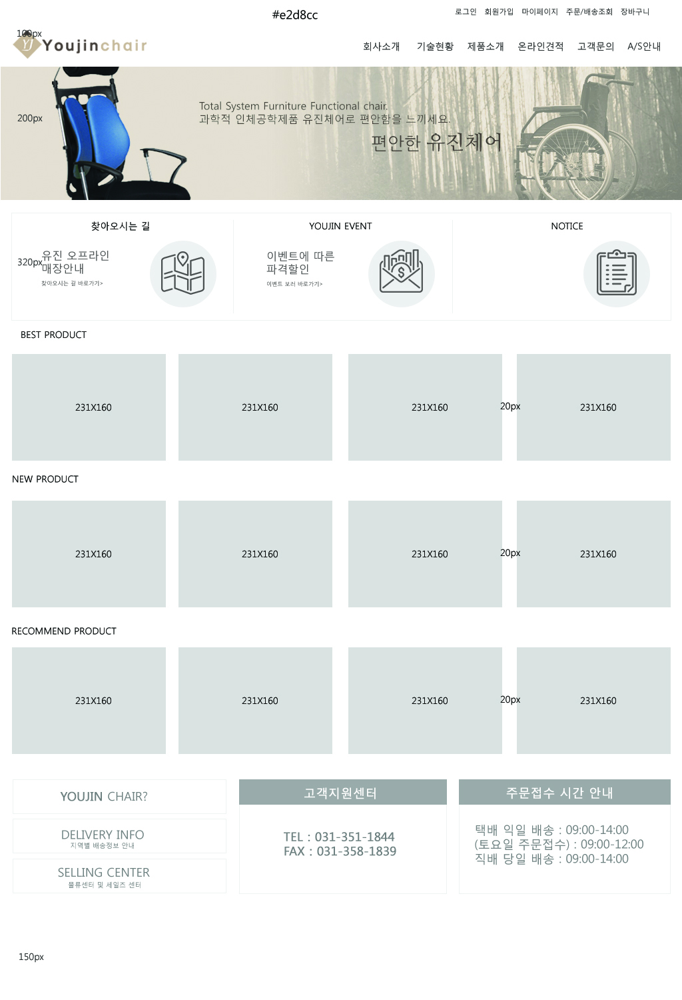 #e2d8cc
로그인 회원가입 마이페이지 주문/배송조회 장바구니
100px
YJ Youjinchair
회사소개 기술현황 제품소개 온라인견적 고객문의 A/S안내
Total System Furniture Functional chair.
과학적 인체공학제품 유진체어로 편안함을 느끼세요.
200px
편안한 유진체어
찾아오시는 길
YOUJIN EVENT
NOTICE
320px
유진 오프라인
매장안내
찾아오시는 길 바로가기>
이벤트에 따른
파격할인
이벤트 보러 바로가기>
BEST PRODUCT
231X160
231X160
231X160
20px
231X160
NEW PRODUCT
231X160
231X160
231X160
20px
231X160
RECOMMEND PRODUCT
231X160
231X160
231X160
20px
231X160
YOUJIN CHAIR?
DELIVERY INFO
지역별 배송정보 안내
SELLING CENTER
물류센터 및 세일즈 센터
고객지원센터
TEL : 031-351-1844
FAX : 031-358-1839
주문접수 시간 안내
택배 익일 배송 : 09:00-14:00
(토요일 주문접수) : 09:00-12:00
직배 당일 배송 : 09:00-14:00
150px